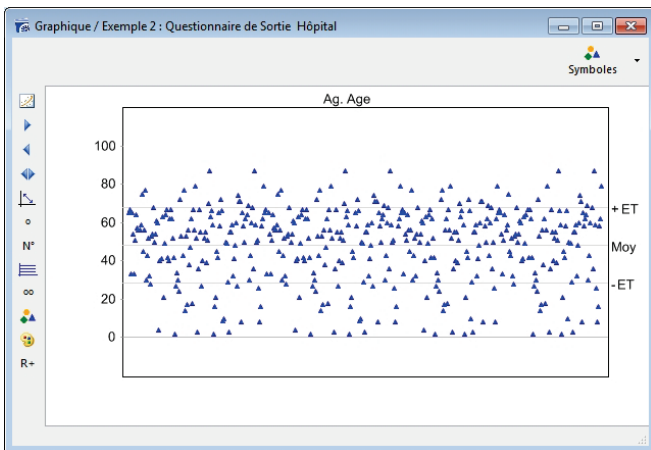 Graphique / Exemple 2 : Questionnaire de Sortie Hôpital
Symboles
Ag. Age
100
80
+ ET
60
N°
Moy
40
-ET
20
0
R+